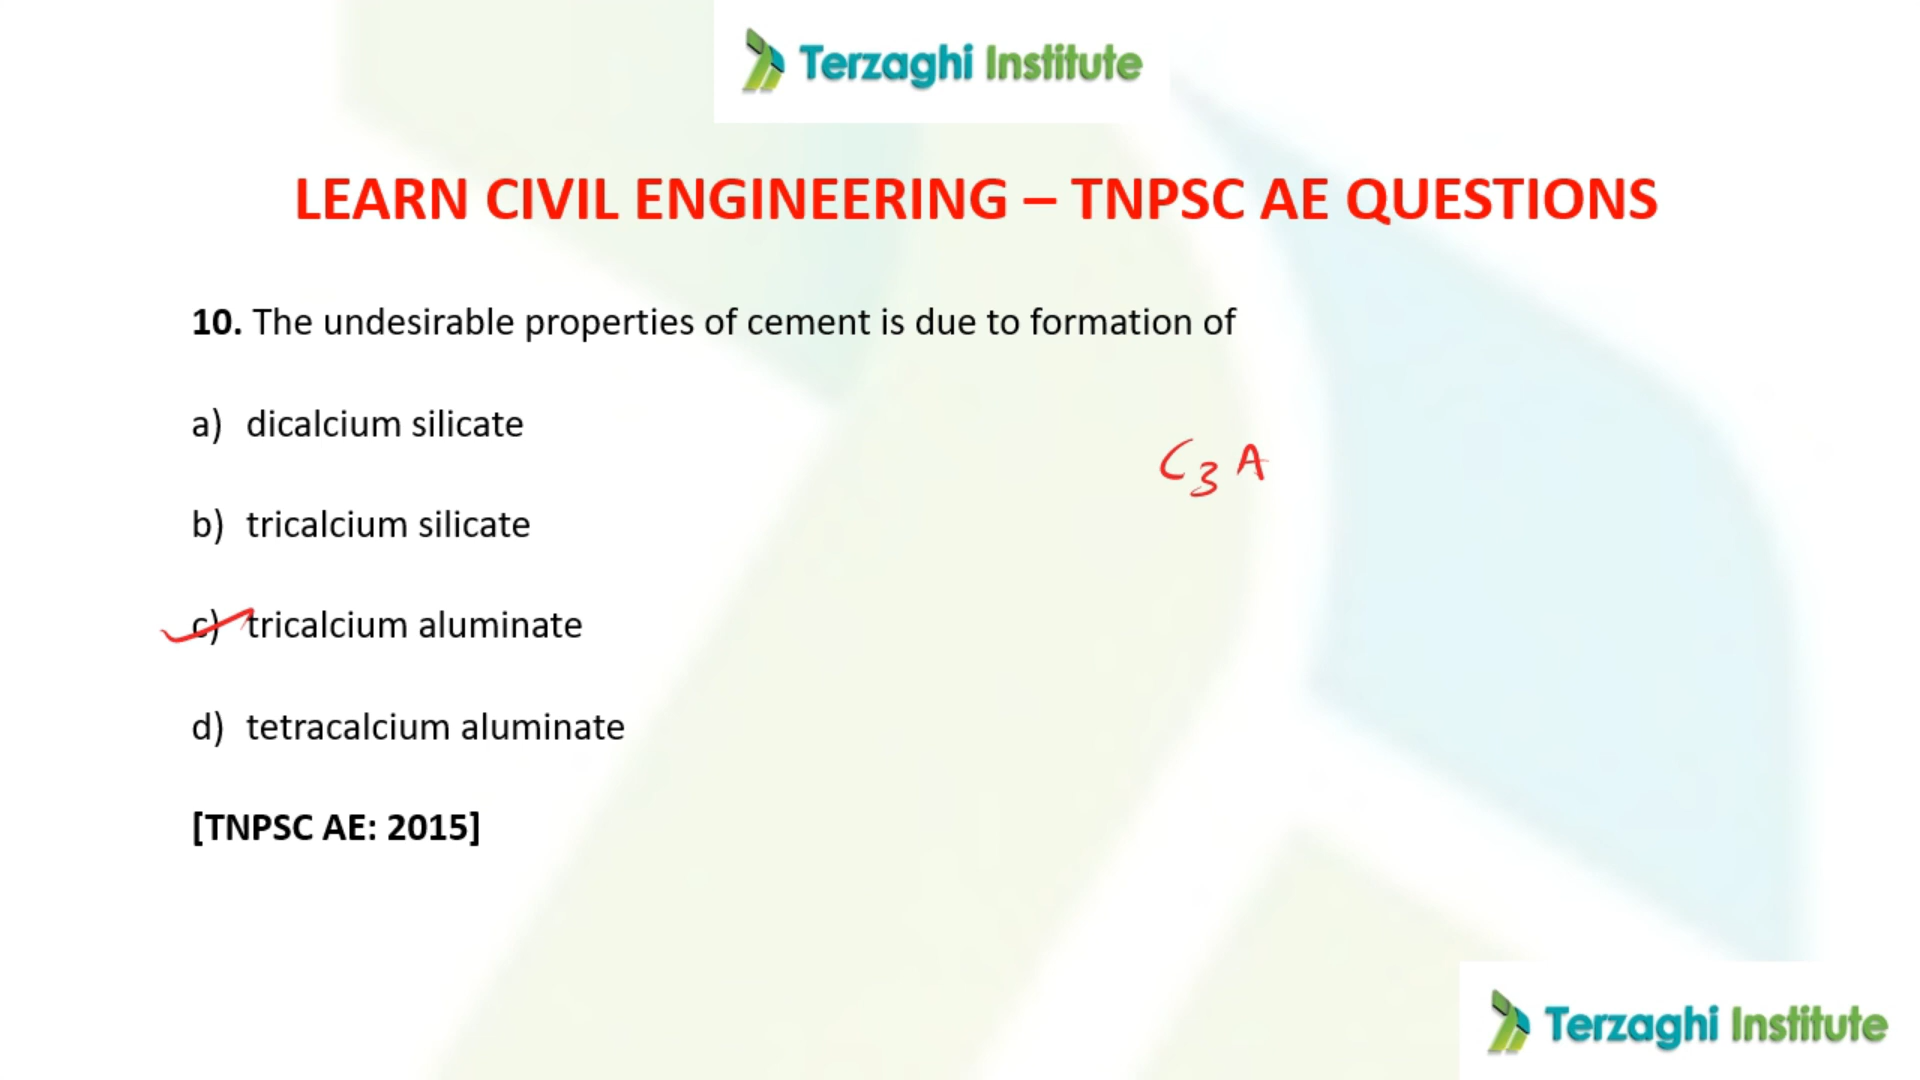 Terzaghi Institute
LEARN CIVIL ENGINEERING – TNPSC AE QUESTIONS
10. The undesirable properties of cement is due to formation of
a) dicalcium silicate
C3A
b) tricalcium silicate
c) tricalcium aluminate
d) tetracalcium aluminate
[TNPSC AE: 2015]
Terzaghi Institute